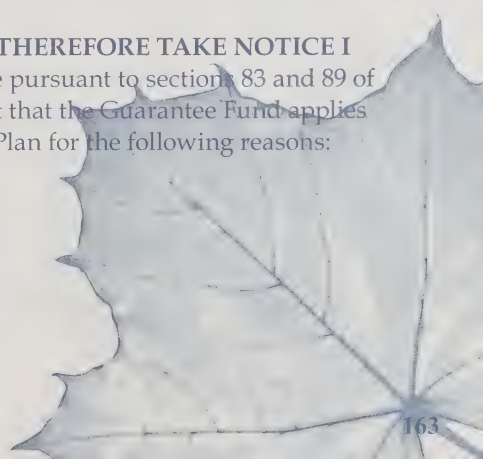 THEREFORE TAKE NOTICE I
pursuant to sections 83 and 89 of
that the Guarantee Fund applies
Plan for the following reasons:
163